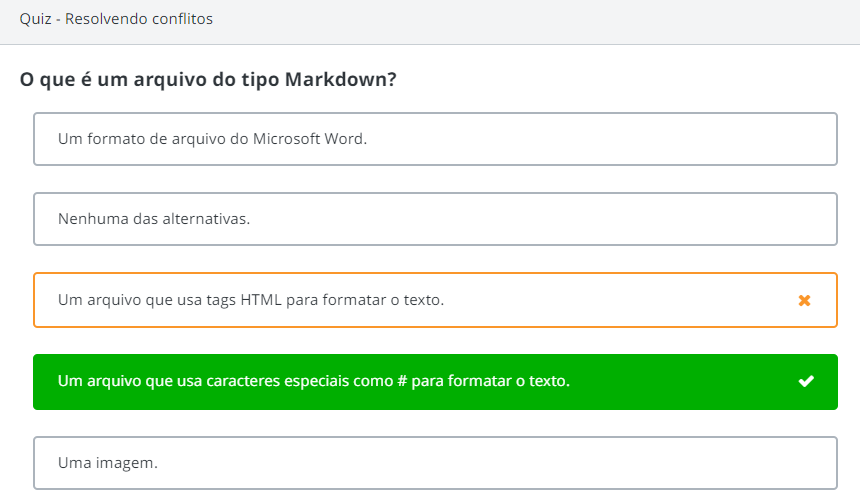 Quiz - Resolvendo conflitos
O que é um arquivo do tipo Markdown?
Um formato de arquivo do Microsoft Word.
Nenhuma das alternativas.
Um arquivo que usa tags HTML para formatar o texto.
Um arquivo que usa caracteres especiais como # para formatar o texto.
Uma imagem.